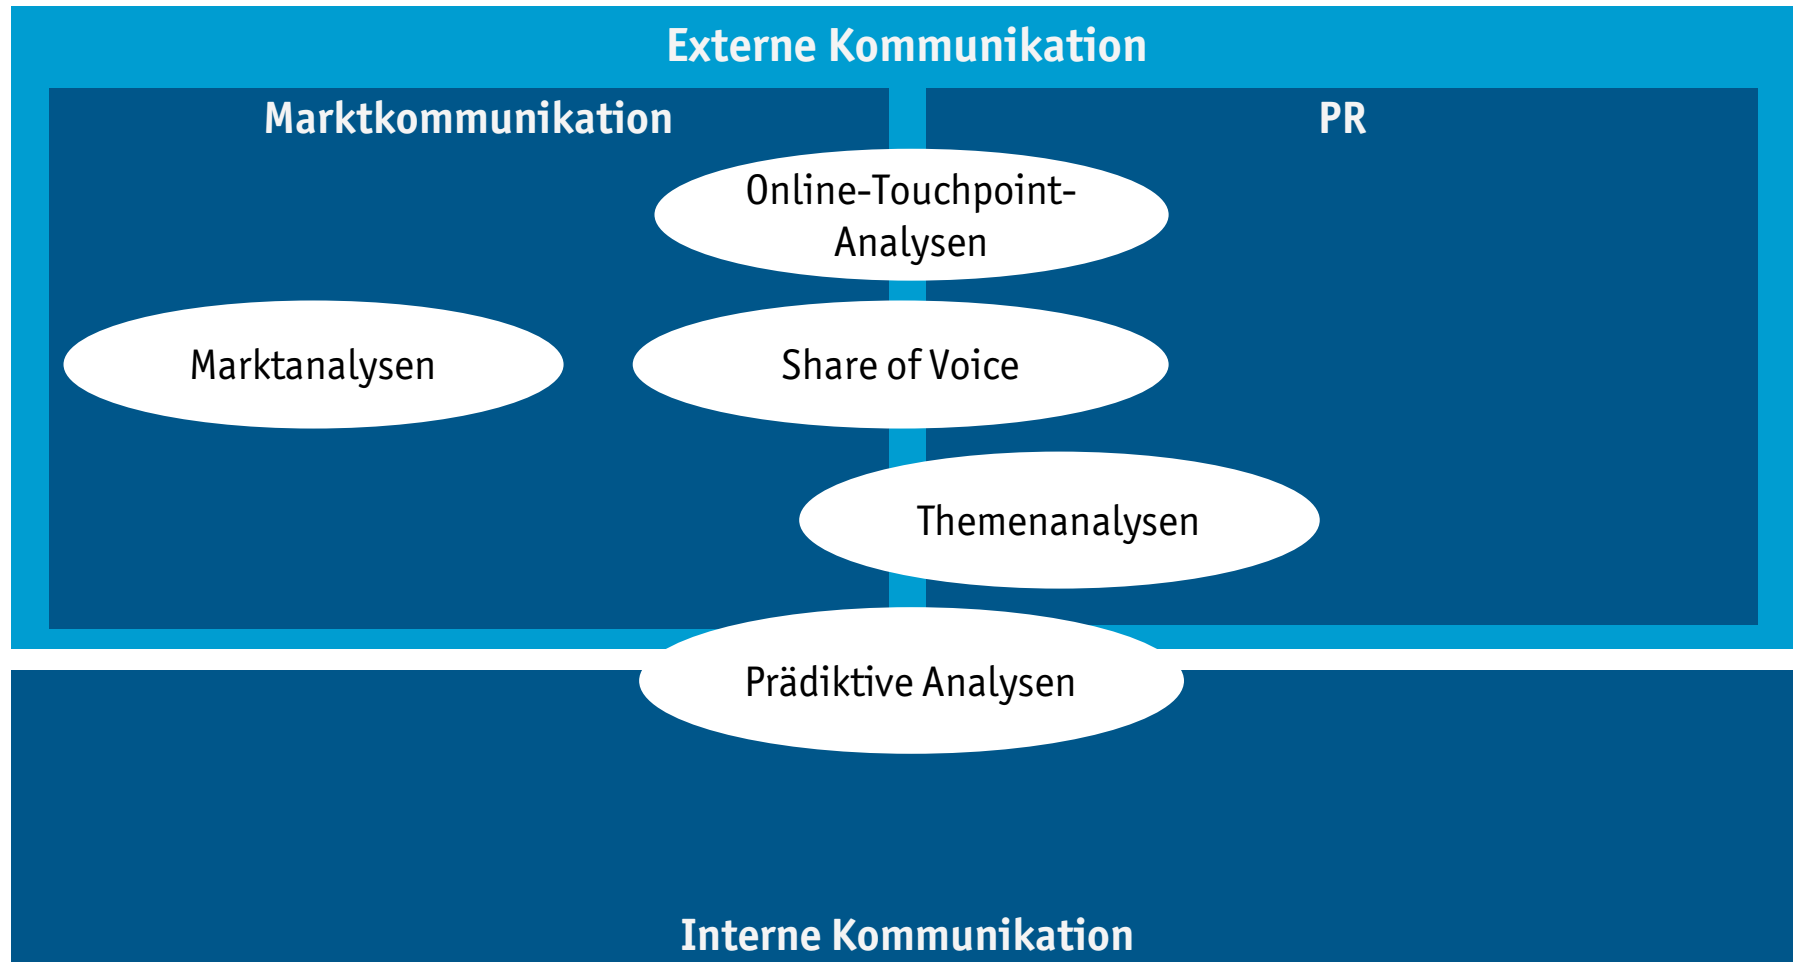 Externe Kommunikation
Marktkommunikation
PR
Online-Touchpoint-
Analysen
Marktanalysen
Share of Voice
Themenanalysen
Prädiktive Analysen
Interne Kommunikation